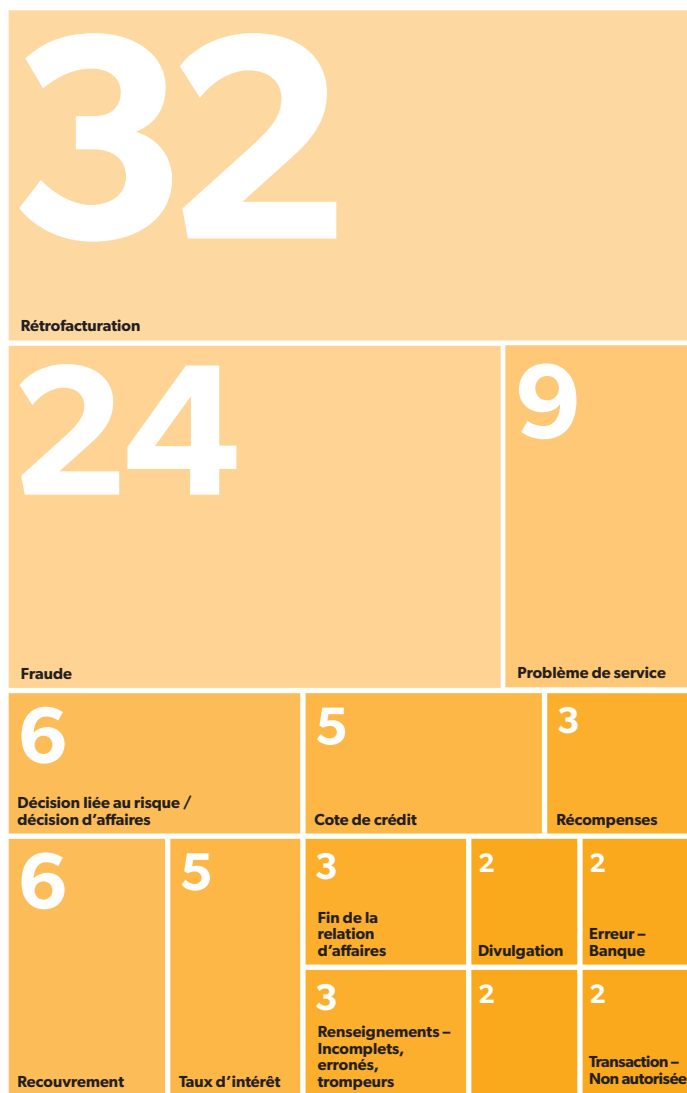 32
Rétrofacturation
24
Fraude
9
Problème de service
6
Décision liée au risque /
décision d'affaires
5
Cote de crédit
3
Récompenses
6
Recouvrement
5
Taux d'intérêt
3
Fin de la
relation
d'affaires
2
Divulgation
2
Erreur –
Banque
3
Renseignements –
Incomplets,
erronés,
trompeurs
2
2
Transaction –
Non autorisée